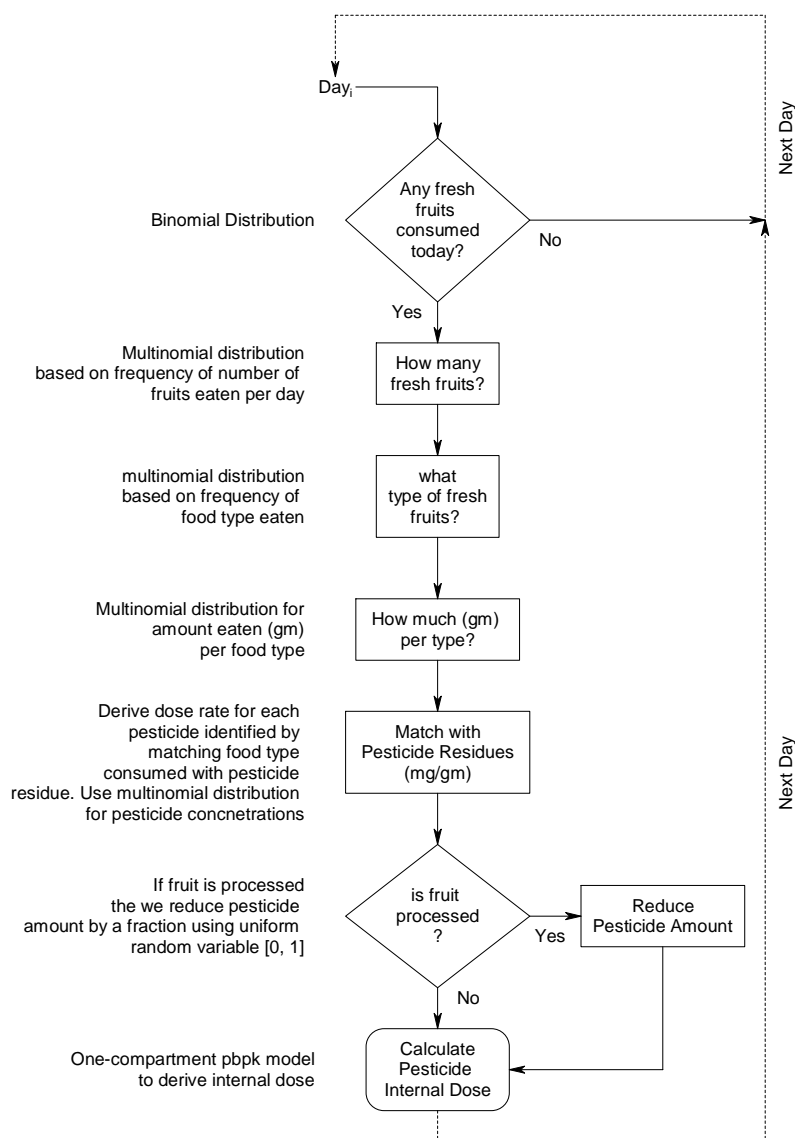 Day i
Next Day
Any fresh
fruits
consumed
today?
Binomial Distribution
No
Yes
Multinomial distribution
based on frequency of number of
fruits eaten per day
How many
fresh fruits?
multinomial distribution
based on frequency of
food type eaten
what
type of fresh
fruits?
Multinomial distribution for
amount eaten (gm)
per food type
How much (gm)
per type?
Derive dose rate for each
pesticide identified by
matching food type
consumed with pesticide
residue. Use multinomial distribution
for pesticide concnetrations
Match with
Pesticide Residues
(mg/gm)
Next Day
If fruit is processed
the we reduce pesticide
amount by a fraction using uniform
random variable [0, 1]
is fruit
processed
?
Yes
Reduce
Pesticide Amount
No
One-compartment pbpk model
to derive internal dose
Calculate
Pesticide
Internal Dose